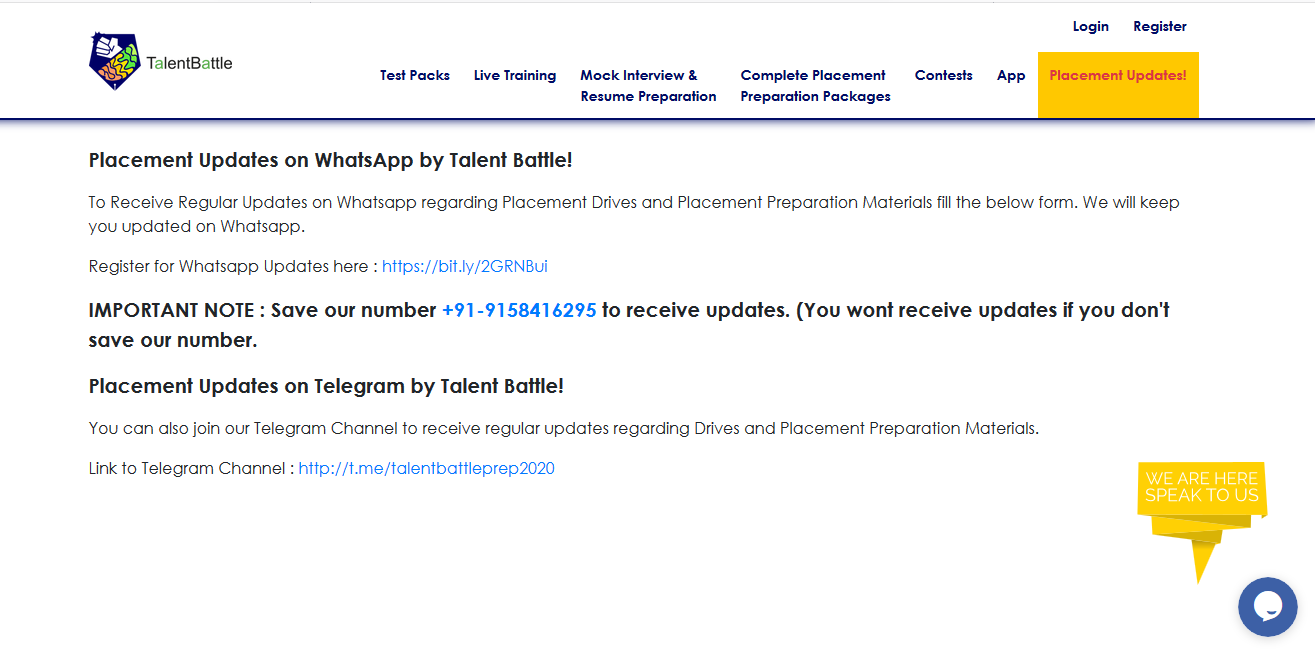 Login Register
TalentBattle
Test Packs Live Training Mock Interview & Complete Placement Contests App Placement Updates!
Resume Preparation Preparation Packages
Placement Updates on WhatsApp by Talent Battle!
To Receive Regular Updates on Whatsapp regarding Placement Drives and Placement Preparation Materials fill the below form. We will keep
you updated on Whatsapp.
Register for Whatsapp Updates here : https://bit.ly/2GRNBui
IMPORTANT NOTE : Save our number +91-9158416295 to receive updates. (You wont receive updates if you don't
save our number.
Placement Updates on Telegram by Talent Battle!
You can also join our Telegram Channel to receive regular updates regarding Drives and Placement Preparation Materials.
Link to Telegram Channel : http://t.me/talentbattleprep2020
WE ARE HERE
SPEAK TO US